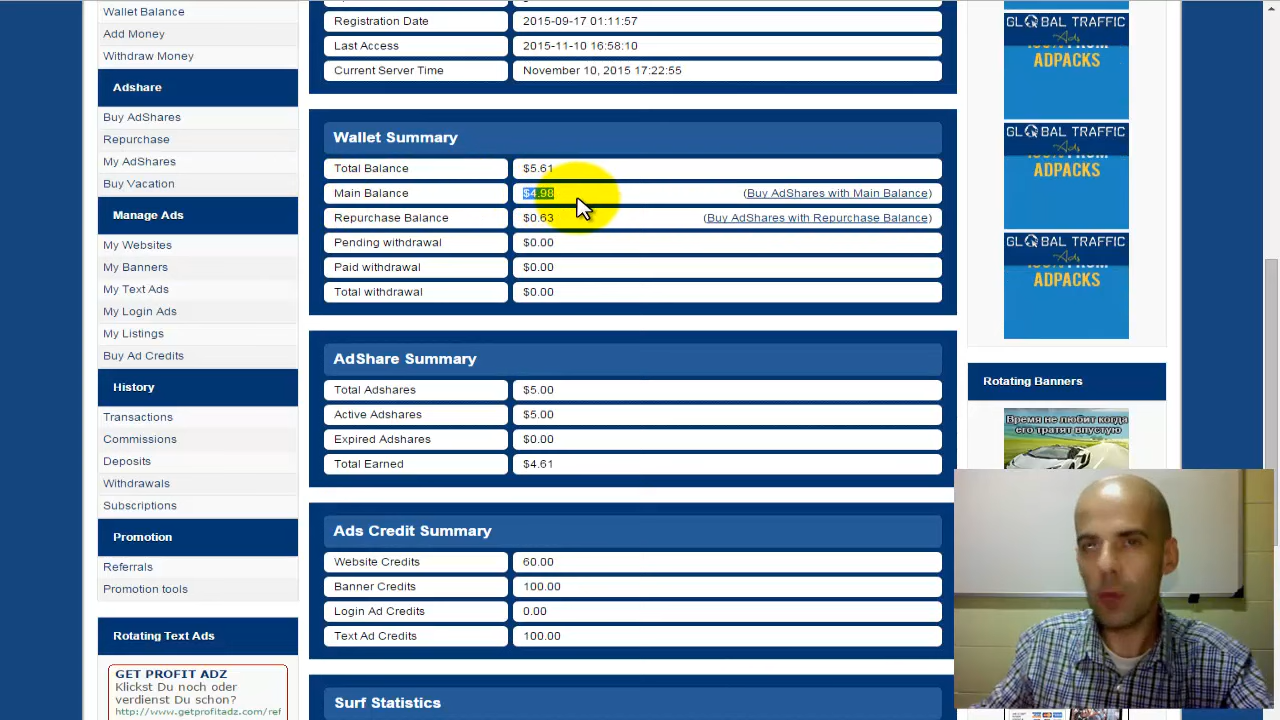 Wallet Balance
Add Money
Withdraw Money
Adshare
Buy AdShares
Repurchase
My AdShares
Buy Vacation
Manage Ads
My Websites
My Banners
My Text Ads
My Login Ads
My Listings
Buy Ad Credits
History
Transactions
Commissions
Deposits
Withdrawals
Subscriptions
Promotion
Referrals
Promotion tools
Rotating Text Ads
GET PROFIT ADZ
Klickst Du noch oder
verdienst Du schon?
http://www.getprofitadz.com/ref
Registration Date 2015-09-17 01:11:57
Last Access 2015-11-10 16:58:10
Current Server Time November 10, 2015 17:22:55
Wallet Summary
Total Balance $5.61
Main Balance $4.98 (Buy AdShares with Main Balance)
Repurchase Balance $0.63 (Buy AdShares with Repurchase Balance)
Pending withdrawal $0.00
Paid withdrawal $0.00
Total withdrawal $0.00
AdShare Summary
Total Adshares $5.00
Active Adshares $5.00
Expired Adshares $0.00
Total Earned $4.61
Ads Credit Summary
Website Credits 60.00
Banner Credits 100.00
Login Ad Credits 0.00
Text Ad Credits 100.00
Surf Statistics
GLOBAL TRAFFIC
Ads
ADPACKS
GLOBAL TRAFFIC
Ads
ADPACKS
GLOBAL TRAFFIC
Ads
ADPACKS
Rotating Banners
Время не любит когда
его тратят впустую